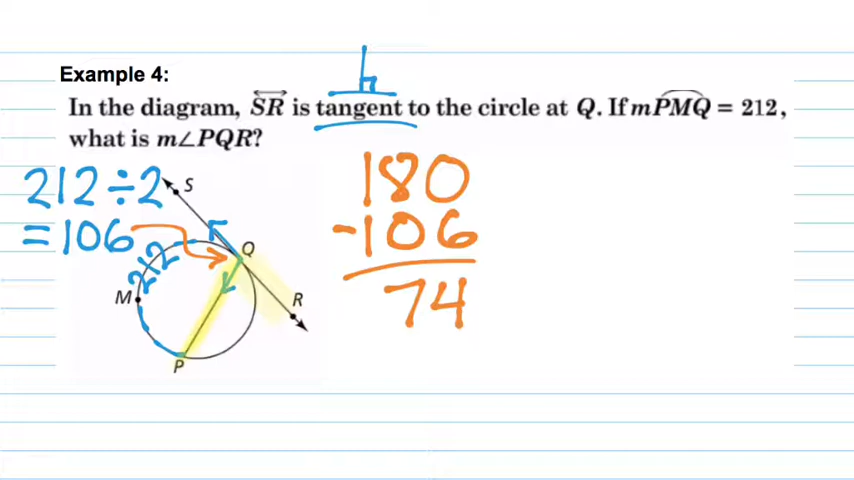 h
Example 4:
In the diagram, SR is tangent to the circle at Q. If mPMQ = 212,
what is m∠PQR?
212÷2
=106
180
-106
74
S
Q
212
M
R
P